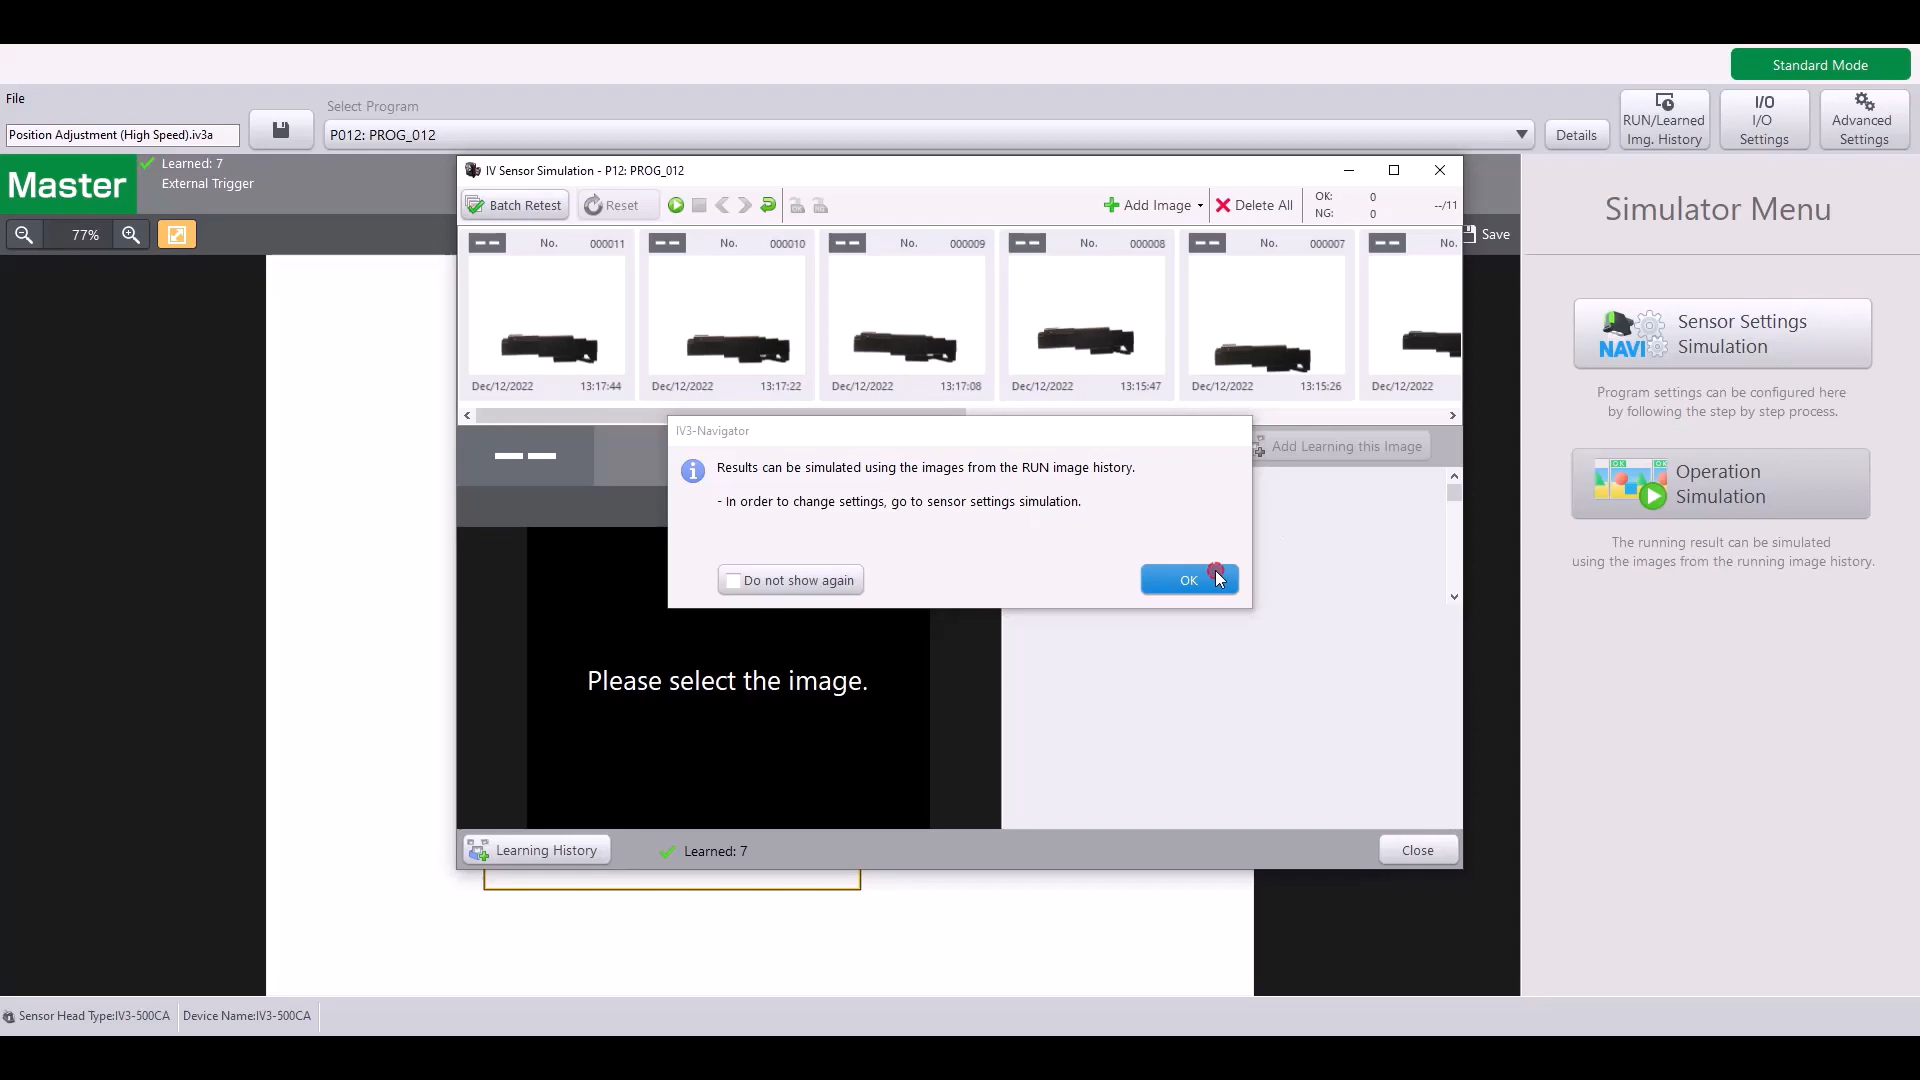 Standard Mode
File
Select Program
Position Adjustment (High Speed).iv3a
P012: PROG_012
Details
RUN/Learned
Img. History
I/O
I/O
Settings
Advanced
Settings
Master
Learned: 7
External Trigger
77%
IV Sensor Simulation - P12: PROG_012
Batch Retest
Reset
Add Image
Delete All
OK: 0
NG: 0
--/11
Save
No. 000011
No. 000010
No. 000009
No. 000008
No. 000007
No.
Dec/12/2022 13:17:44
Dec/12/2022 13:17:22
Dec/12/2022 13:17:08
Dec/12/2022 13:15:47
Dec/12/2022 13:15:26
Dec/12/2022
Add Learning this Image
IV3-Navigator
Results can be simulated using the images from the RUN image history.
- In order to change settings, go to sensor settings simulation.
Do not show again
OK
Please select the image.
Learning History
Learned: 7
Close
Simulator Menu
NAVI
Sensor Settings
Simulation
Program settings can be configured here
by following the step by step process.
Operation
Simulation
The running result can be simulated
using the images from the running image history.
Sensor Head Type:IV3-500CA
Device Name:IV3-500CA